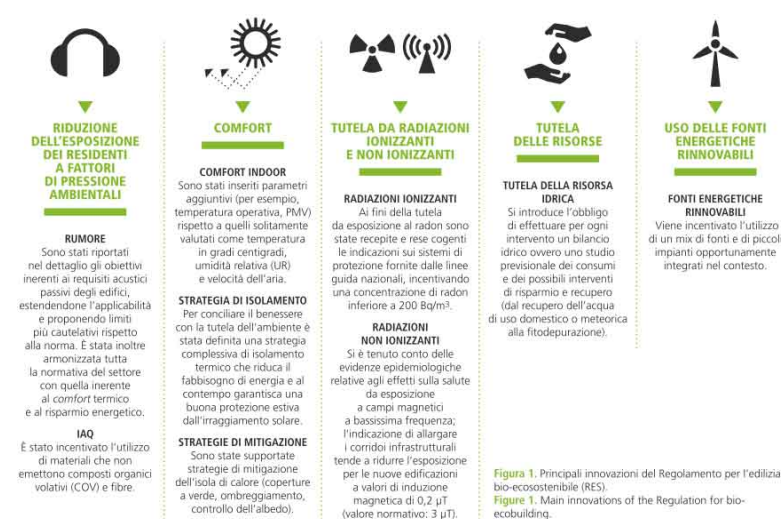 RIDUZIONE
DELL'ESPOSIZIONE
DEI RESIDENTI
A FATTORI
DI PRESSIONE
AMBIENTALI
RUMORE
Sono stati riportati
nel dettaglio gli obiettivi
inerenti ai requisiti acustici
passivi degli edifici,
estendendone l'applicabilità
e proponendo limiti
più cautelativi rispetto
alla norma. È stata inoltre
armonizzata tutta
la normativa del settore
con quella inerente
al comfort termico
e al risparmio energetico.
IAQ
È stato incentivato l'utilizzo
di materiali che non
emettono composti organici
volativi (COV) e fibre.
COMFORT
COMFORT INDOOR
Sono stati inseriti parametri
aggiuntivi (per esempio,
temperatura operativa, PMV)
rispetto a quelli solitamente
valutati come temperatura
in gradi centigradi,
umidità relativa (UR)
e velocità dell'aria.
STRATEGIA DI ISOLAMENTO
Per conciliare il benessere
con la tutela dell'ambiente è
stata definita una strategia
complessiva di isolamento
termico che riduca il
fabbisogno di energia e al
contempo garantisca una
buona protezione estiva
dall'irraggiamento solare.
STRATEGIE DI MITIGAZIONE
Sono state supportate
strategie di mitigazione
dell'isola di calore (coperture
a verde, ombreggiamento,
controllo dell'albedo).
TUTELA DA RADIAZIONI
IONIZZANTI
E NON IONIZZANTI
RADIAZIONI IONIZZANTI
Ai fini della tutela
da esposizione al radon sono
state recepite e rese cogenti
le indicazioni sui sistemi di
protezione fornite dalle linee
guida nazionali, incentivando
una concentrazione di radon
inferiore a 200 Bq/m³.
RADIAZIONI
NON IONIZZANTI
Si è tenuto conto delle
evidenze epidemiologiche
relative agli effetti sulla salute
da esposizione
a campi magnetici
a bassissima frequenza;
l'indicazione di allargare
i corridoi infrastrutturali
tende a ridurre l'esposizione
per le nuove edificazioni
a valori di induzione
magnetica di 0,2 µT
(valore normativo: 3 µT).
TUTELA
DELLE RISORSE
TUTELA DELLA RISORSA
IDRICA
Si introduce l'obbligo
di effettuare per ogni
intervento un bilancio
idrico ovvero uno studio
previsionale dei consumi
e dei possibili interventi
di risparmio e recupero
(dal recupero dell'acqua
di uso domestico o meteorica
alla fitodepurazione).
USO DELLE FONTI
ENERGETICHE
RINNOVABILI
FONTI ENERGETICHE
RINNOVABILI
Viene incentivato l'utilizzo
di un mix di fonti e di piccoli
impianti opportunamente
integrati nel contesto.
Figura 1. Principali innovazioni del Regolamento per l'edilizia
bio-ecosostenibile (RES).
Figure 1. Main innovations of the Regulation for bio-
ecobuilding.